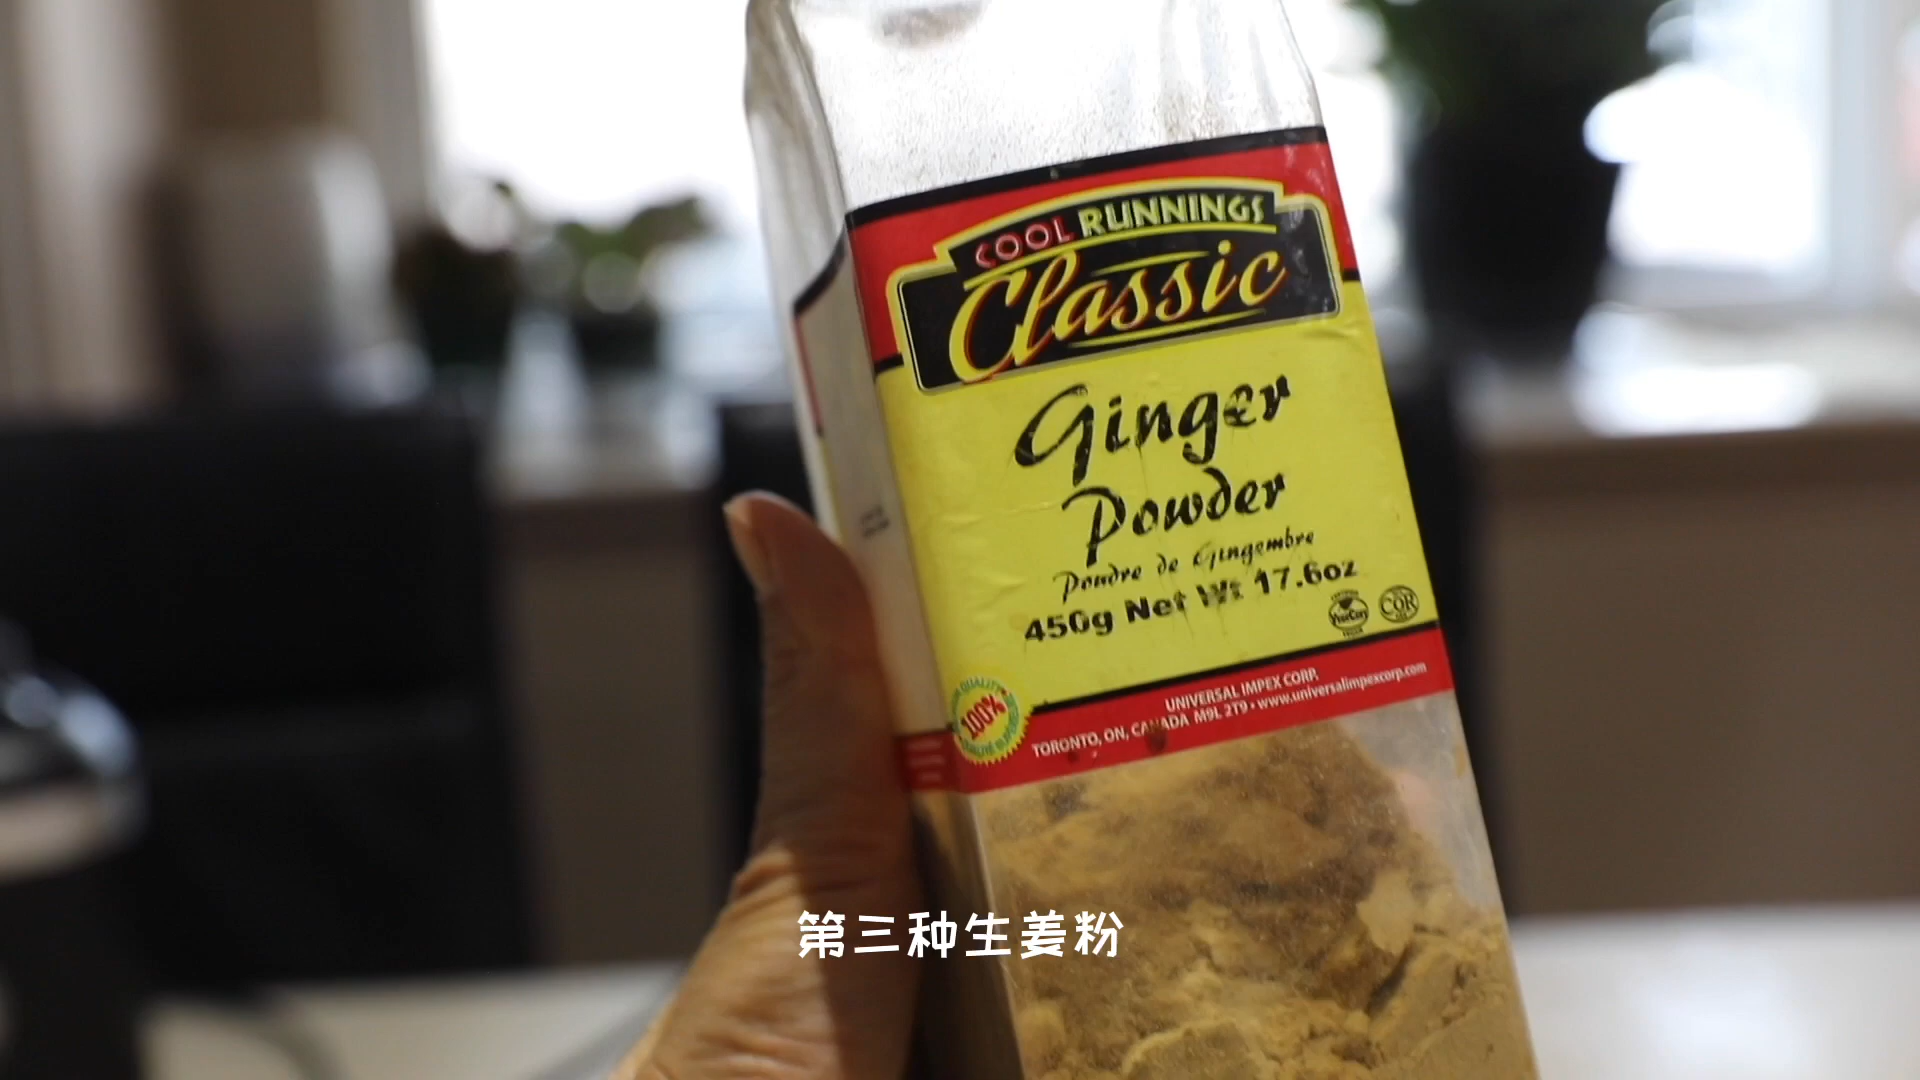 COOL RUNNINGS
Classic
Ginger
Powder
Poudre de Gingembre
450g Net Wt 17.6oz
COR
100%
UNIVERSAL IMPEX CORP.
TORONTO, ON, CANADA M9L 2T9 • www.universalimpexcorp.com
第三种生姜粉